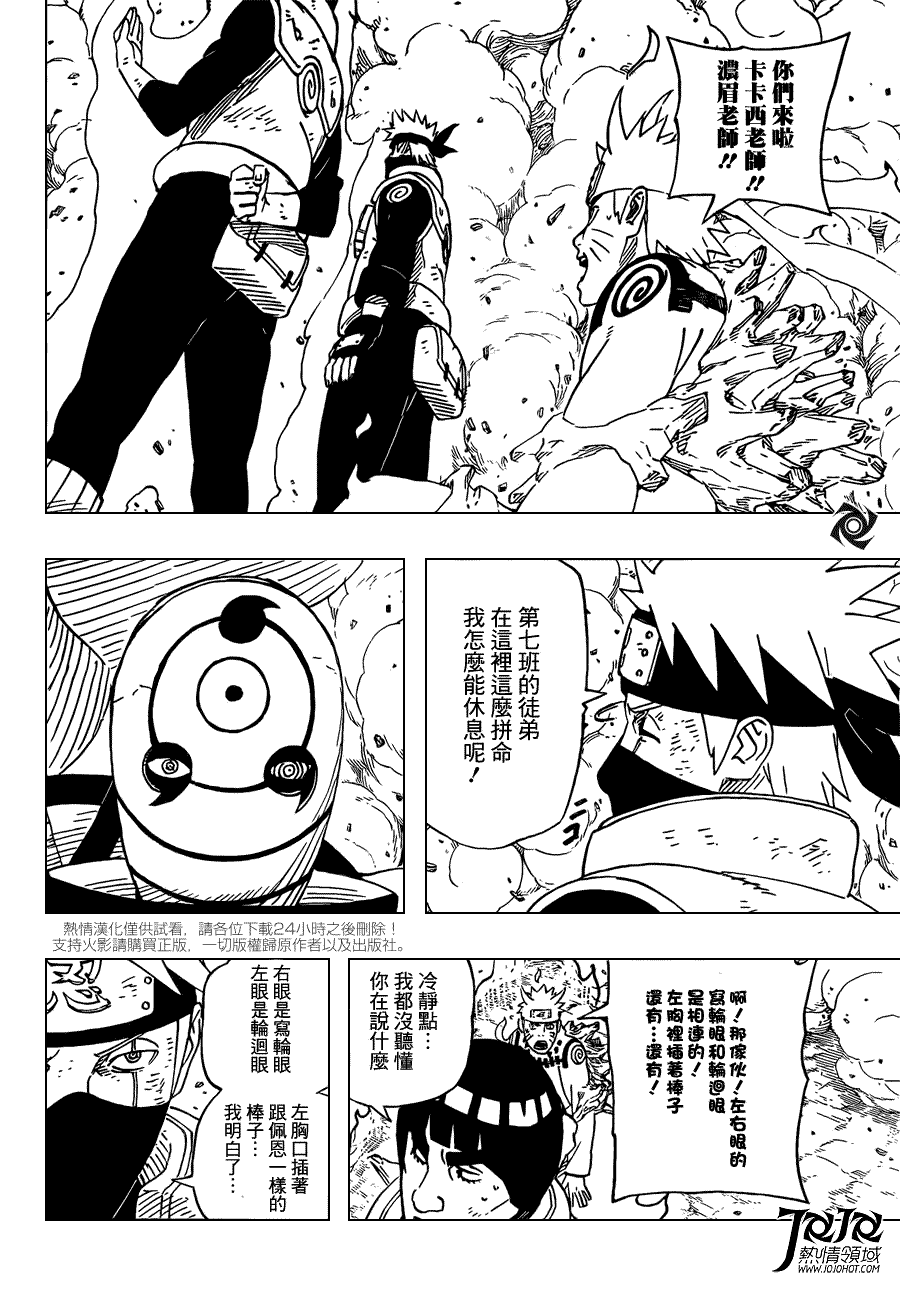 你們來啦
卡卡西老師!!
濃眉老師!!
第七班的徒弟
在這裡這麼拼命
我怎麼能休息呢!
熱情漢化僅供試看，請各位下載24小時之後刪除！
支持火影請購買正版，一切版權歸原作者以及出版社。
啊!那傢伙!左右眼的
寫輪眼和輪迴眼
是相連的!
左胸裡插著棒子
還有…還有!
冷靜點…
我都沒聽懂
你在說什麼
右眼是寫輪眼
左眼是輪迴眼
左胸口插著
跟佩恩一樣的
棒子…
我明白了…
JOJO
熱情領域
WWW.JOJOHOT.COM